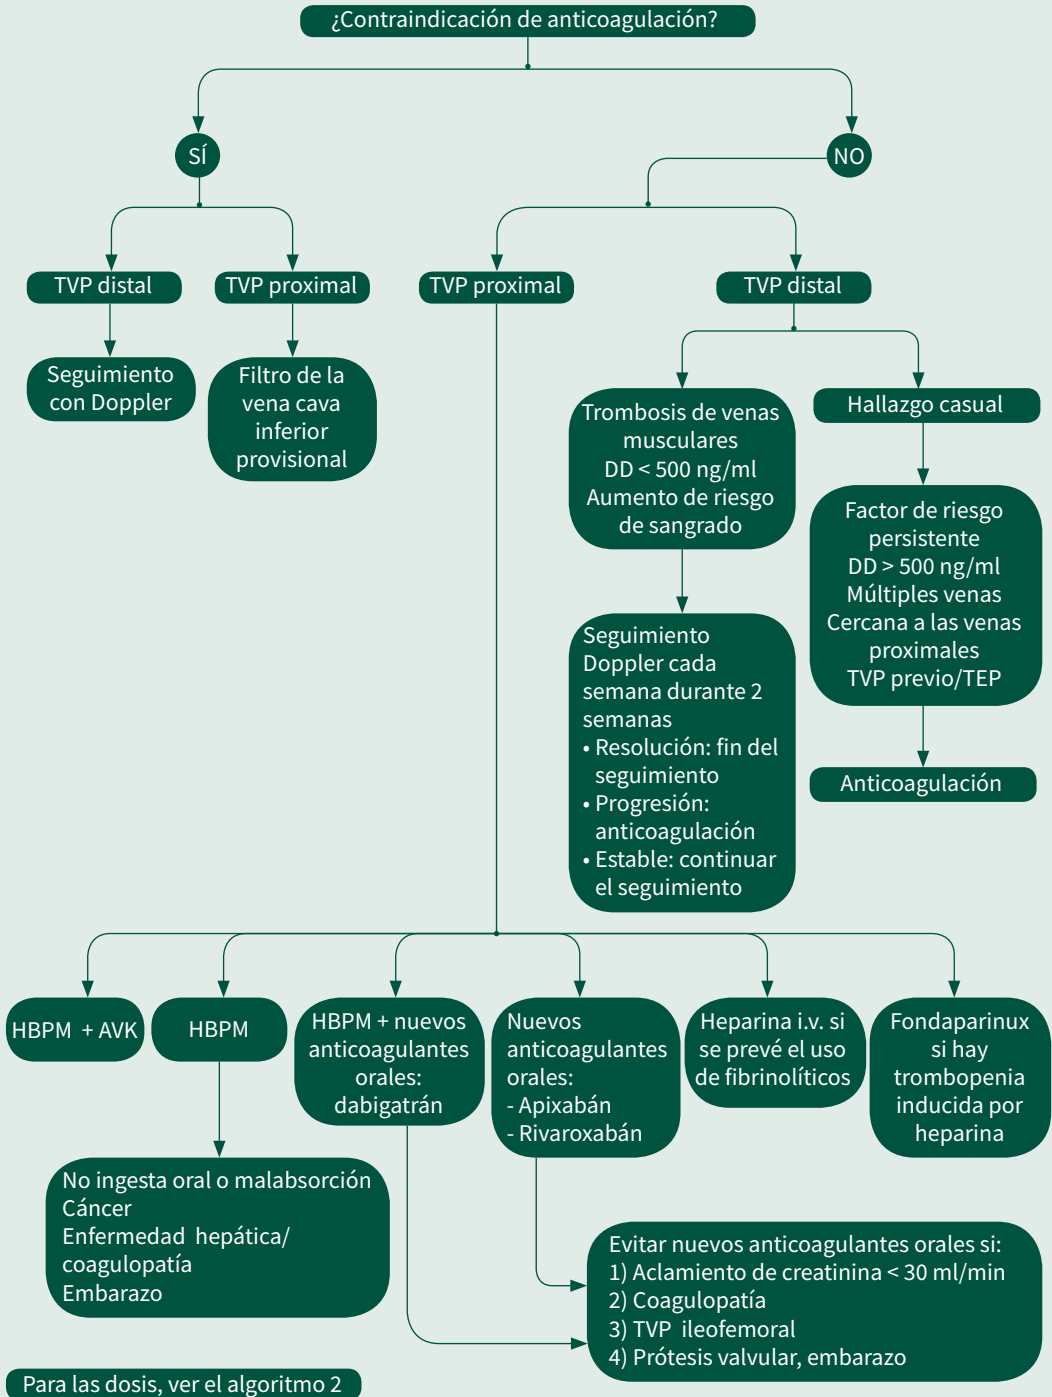 ¿Contraindicación de anticoagulación?
SÍ
NO
TVP distal
TVP proximal
TVP proximal
TVP distal
Seguimiento
con Doppler
Filtro de la
vena cava
inferior
provisional
Trombosis de venas
musculares
DD < 500 ng/ml
Aumento de riesgo
de sangrado
Hallazgo casual
Factor de riesgo
persistente
DD > 500 ng/ml
Múltiples venas
Cercana a las venas
proximales
TVP previo/TEP
Seguimiento
Doppler cada
semana durante 2
semanas
• Resolución: fin del
seguimiento
• Progresión:
anticoagulación
• Estable: continuar
el seguimiento
Anticoagulación
HBPM + AVK
HBPM
HBPM + nuevos
anticoagulantes
orales:
dabigatrán
Nuevos
anticoagulantes
orales:
- Apixabán
- Rivaroxabán
Heparina i.v. si
se prevé el uso
de fibrinolíticos
Fondaparinux
si hay
trombopenia
inducida por
heparina
No ingesta oral o malabsorción
Cáncer
Enfermedad hepática/
coagulopatía
Embarazo
Evitar nuevos anticoagulantes orales si:
1) Aclamiento de creatinina < 30 ml/min
2) Coagulopatía
3) TVP ileofemoral
4) Prótesis valvular, embarazo
Para las dosis, ver el algoritmo 2